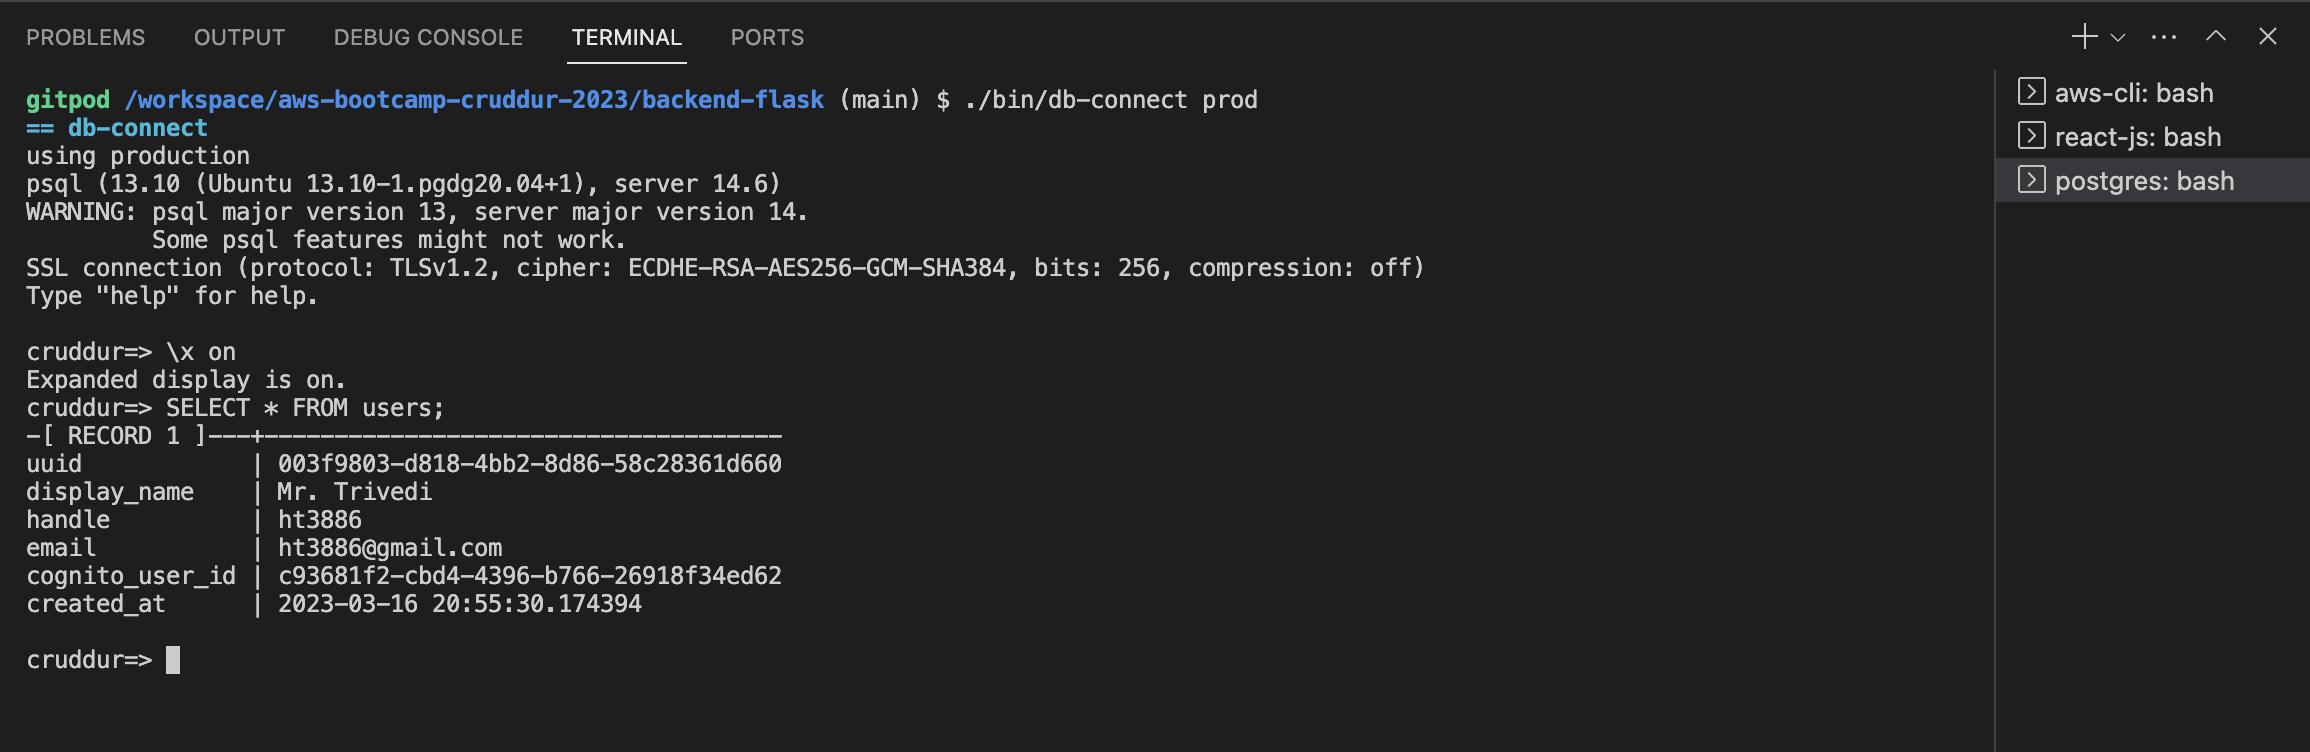 PROBLEMS OUTPUT DEBUG CONSOLE TERMINAL PORTS
gitpod /workspace/aws-bootcamp-cruddur-2023/backend-flask (main) $ ./bin/db-connect prod
== db-connect
using production
psql (13.10 (Ubuntu 13.10-1.pgdg20.04+1), server 14.6)
WARNING: psql major version 13, server major version 14.
         Some psql features might not work.
SSL connection (protocol: TLSv1.2, cipher: ECDHE-RSA-AES256-GCM-SHA384, bits: 256, compression: off)
Type "help" for help.

cruddur=> \x on
Expanded display is on.
cruddur=> SELECT * FROM users;
-[ RECORD 1 ]---+-------------------------------------
uuid            | 003f9803-d818-4bb2-8d86-58c28361d660
display_name    | Mr. Trivedi
handle          | ht3886
email           | ht3886@gmail.com
cognito_user_id | c93681f2-cbd4-4396-b766-26918f34ed62
created_at      | 2023-03-16 20:55:30.174394

cruddur=>
aws-cli: bash
react-js: bash
postgres: bash